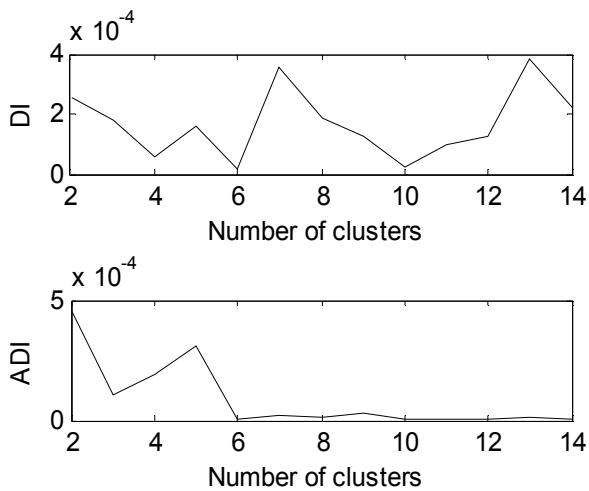 x 10^-4
4
2
0
DI
2 4 6 8 10 12 14
Number of clusters
x 10^-4
5
0
ADI
2 4 6 8 10 12 14
Number of clusters